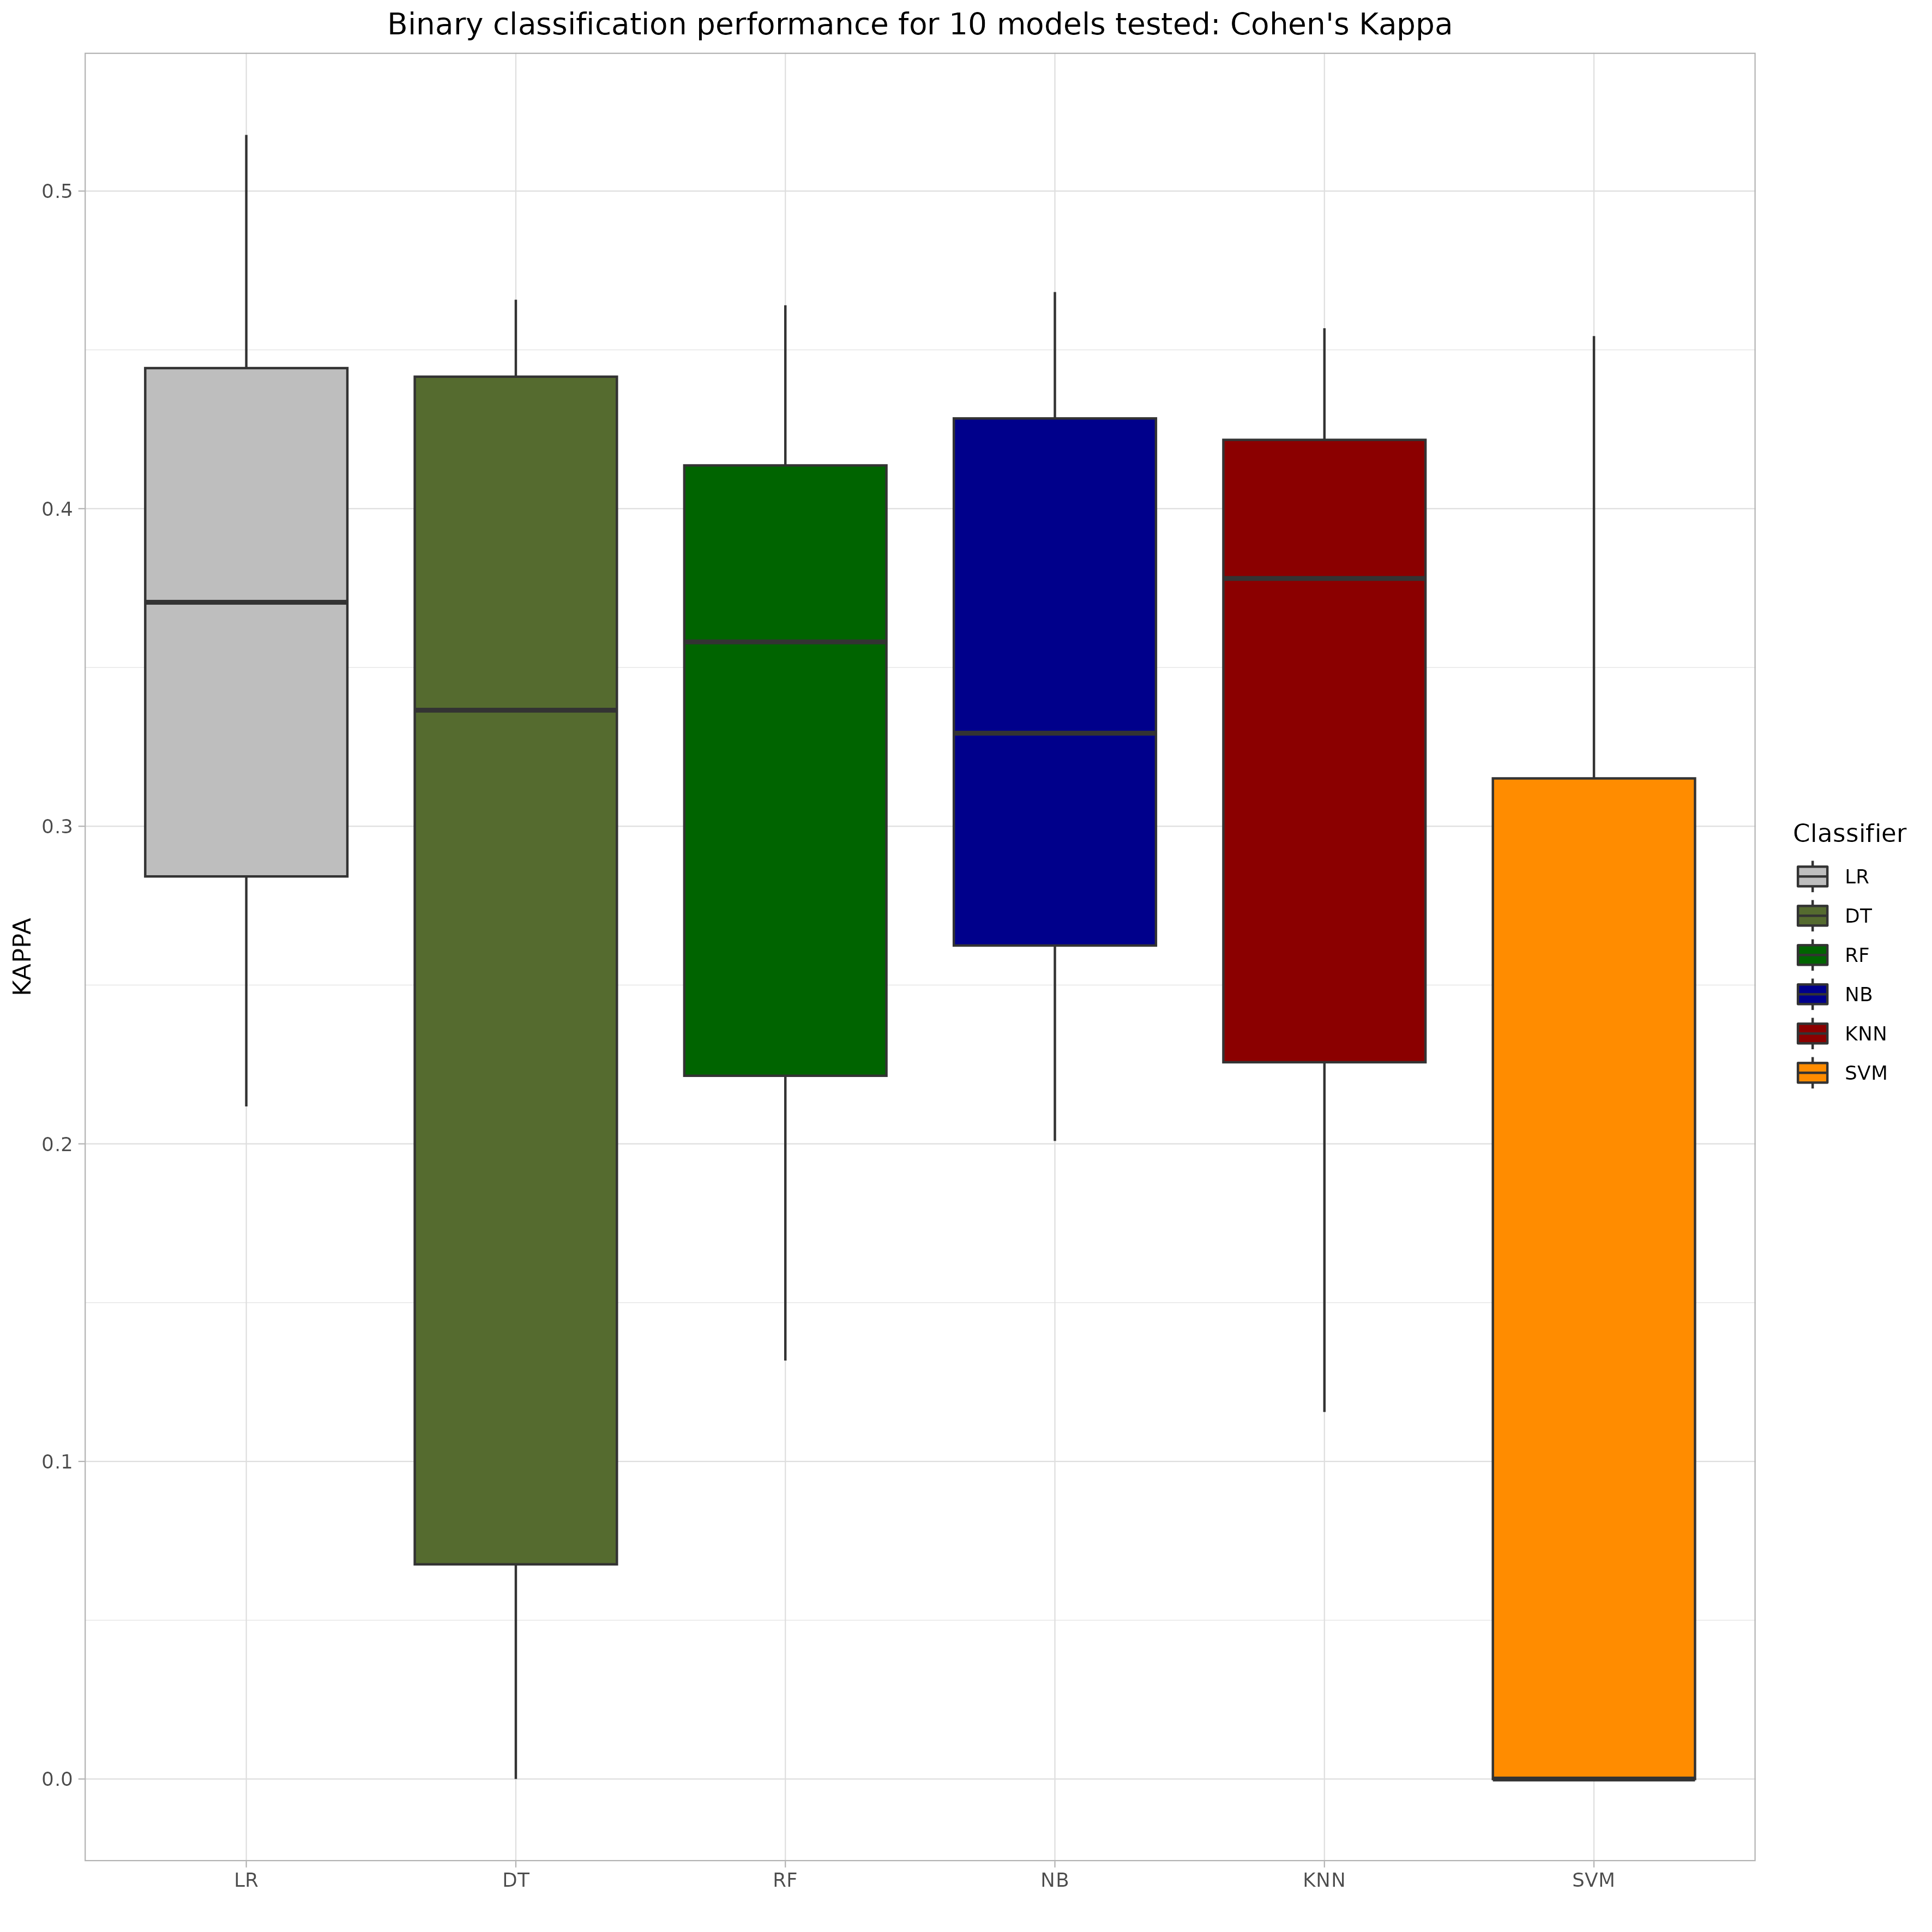 Binary classification performance for 10 models tested: Cohen's Kappa
KAPPA
0.5
0.4
0.3
0.2
0.1
0.0
LR DT RF NB KNN SVM
Classifier
LR
DT
RF
NB
KNN
SVM